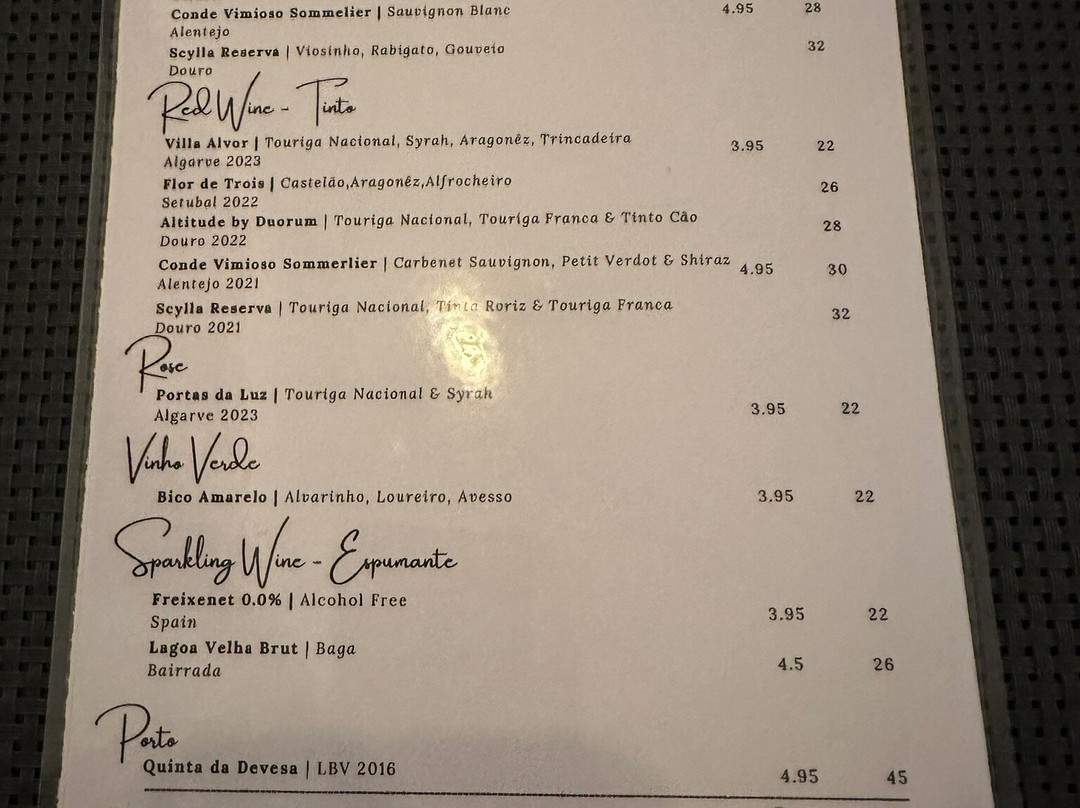 Conde Vimioso Sommelier | Sauvignon Blanc 4.95 28
Alentejo
Scylla Reserva | Viosinho, Rabigato, Gouveio 32
Douro
Red Wine - Tinto
Villa Alvor | Touriga Nacional, Syrah, Aragonêz, Trincadeira 3.95 22
Algarve 2023
Flor de Trois | Castelão,Aragonêz,Alfrocheiro 26
Setubal 2022
Altitude by Duorum | Touriga Nacional, Touriga Franca & Tinto Cão 28
Douro 2022
Conde Vimioso Sommerlier | Carbenet Sauvignon, Petit Verdot & Shiraz 4.95 30
Alentejo 2021
Scylla Reserva | Touriga Nacional, Tinta Roriz & Touriga Franca 32
Douro 2021
Rose
Portas da Luz | Touriga Nacional & Syrah 3.95 22
Algarve 2023
Vinho Verde
Bico Amarelo | Alvarinho, Loureiro, Avesso 3.95 22
Sparkling Wine - Espumante
Freixenet 0.0% | Alcohol Free 3.95 22
Spain
Lagoa Velha Brut | Baga 4.5 26
Bairrada
Porto
Quinta da Devesa | LBV 2016 4.95 45